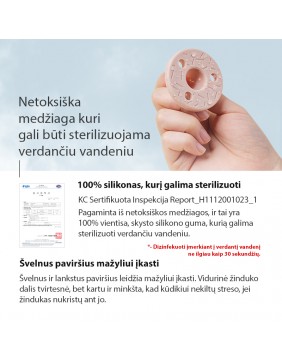 Netoksiška
medžiaga kuri
gali būti sterilizuojama
verdančiu vandeniu
100% silikonas, kurį galima sterilizuoti
KC Sertifikuota Inspekcija Report_H1112001023_1
Pagaminta iš netoksiškos medžiagos, ir tai yra
100% vientisa, skysto silikono guma, kurią galima
sterilizuoti verdančiu vandeniu.
*- Dizinfekuoti įmerkiant į verdantį vandenį
ne ilgiau kaip 30 sekundžių.
Švelnus paviršius mažyliui įkasti
Švelnus ir lankstus paviršius leidžia mažyliui įkasti. Vidurinė žinduko
dalis tvirtesnė, bet kartu ir minkšta, kad kūdikiui nekiltų streso, jei
žindukas nukristų ant jo.